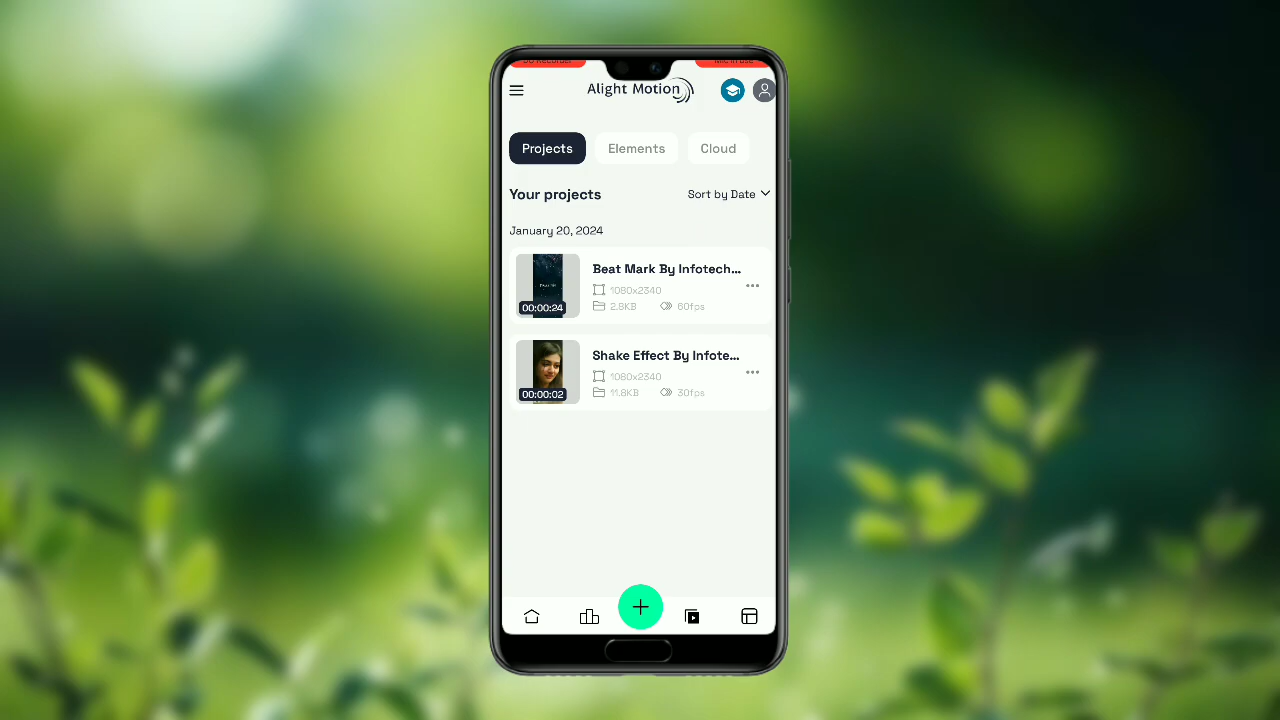 Alight Motion
Projects Elements Cloud
Your projects Sort by Date
January 20, 2024
Beat Mark By Infotech...
1080x2340
2.8KB 60fps
00:00:24
Shake Effect By Infote...
1080x2340
11.8KB 30fps
00:00:02